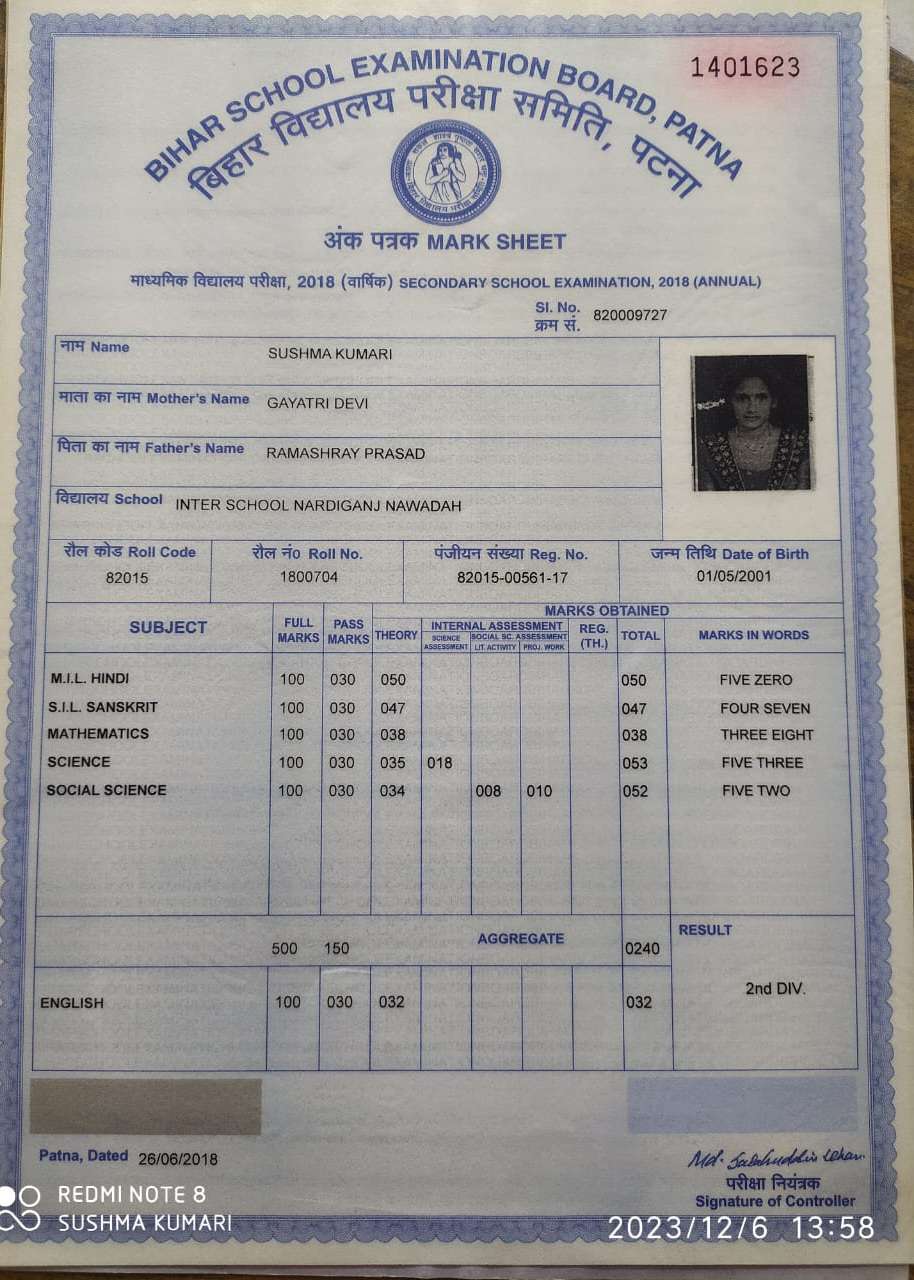 1401623
BIHAR SCHOOL EXAMINATION BOARD, PATNA
बिहार विद्यालय परीक्षा समिति, पटना
अंक पत्रक MARK SHEET
माध्यमिक विद्यालय परीक्षा, 2018 (वार्षिक) SECONDARY SCHOOL EXAMINATION, 2018 (ANNUAL)
Sl. No. 820009727
क्रम सं.
नाम Name SUSHMA KUMARI
माता का नाम Mother's Name GAYATRI DEVI
पिता का नाम Father's Name RAMASHRAY PRASAD
विद्यालय School INTER SCHOOL NARDIGANJ NAWADAH
रौल कोड Roll Code रौल नं० Roll No. पंजीयन संख्या Reg. No. जन्म तिथि Date of Birth
82015 1800704 82015-00561-17 01/05/2001
MARKS OBTAINED
SUBJECT FULL MARKS PASS MARKS THEORY INTERNAL ASSESSMENT REG. (TH.) TOTAL MARKS IN WORDS
SCIENCE ASSESSMENT SOCIAL SC. ASSESSMENT
LIT. ACTIVITY PROJ. WORK
M.I.L. HINDI 100 030 050 050 FIVE ZERO
S.I.L. SANSKRIT 100 030 047 047 FOUR SEVEN
MATHEMATICS 100 030 038 038 THREE EIGHT
SCIENCE 100 030 035 018 053 FIVE THREE
SOCIAL SCIENCE 100 030 034 008 010 052 FIVE TWO
500 150 AGGREGATE 0240 RESULT
2nd DIV.
ENGLISH 100 030 032 032
Patna, Dated 26/06/2018
परीक्षा नियंत्रक
Signature of Controller
REDMI NOTE 8
SUSHMA KUMARI
2023/12/6 13:58